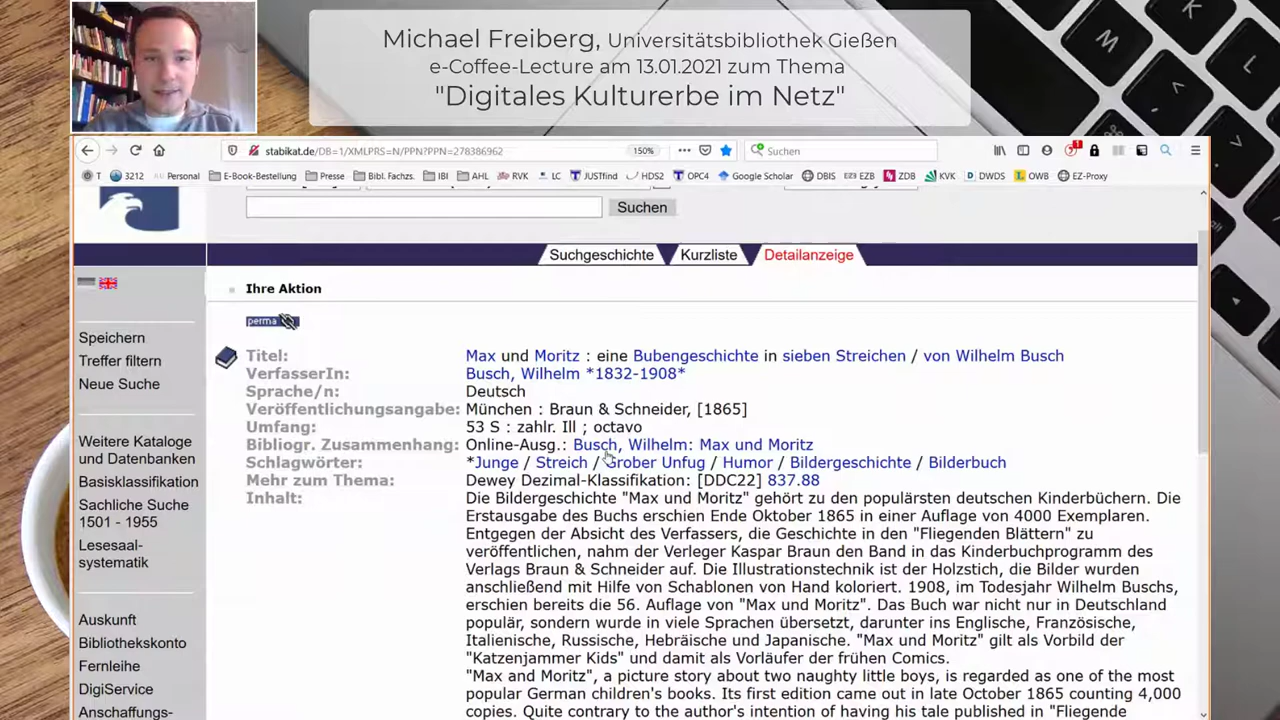 Michael Freiberg, Universitätsbibliothek Gießen
e-Coffee-Lecture am 13.01.2021 zum Thema
"Digitales Kulturerbe im Netz"
stabikat.de/DB=1/XMLPRS=N/PPN?PPN=278386962
150%
Suchen
T 3212 Personal E-Book-Bestellung Presse Bibl. Fachzs. IBI AHL RVK LC JUSTfind HDS2 OPC4 Google Scholar DBIS EZB ZDB KVK DWDS OWB EZ-Proxy
Suchen
Suchgeschichte Kurzliste Detailanzeige
Ihre Aktion
perma
Speichern
Treffer filtern
Neue Suche
Weitere Kataloge
und Datenbanken
Basisklassifikation
Sachliche Suche
1501 - 1955
Lesesaal-
systematik
Auskunft
Bibliothekskonto
Fernleihe
DigiService
Anschaffungs-
Titel: Max und Moritz : eine Bubengeschichte in sieben Streichen / von Wilhelm Busch
VerfasserIn: Busch, Wilhelm *1832-1908*
Sprache/n: Deutsch
Veröffentlichungsangabe: München : Braun & Schneider, [1865]
Umfang: 53 S : zahlr. Ill ; octavo
Bibliogr. Zusammenhang: Online-Ausg.: Busch, Wilhelm: Max und Moritz
Schlagwörter: *Junge / Streich / Grober Unfug / Humor / Bildergeschichte / Bilderbuch
Mehr zum Thema: Dewey Dezimal-Klassifikation: [DDC22] 837.88
Inhalt: Die Bildergeschichte "Max und Moritz" gehört zu den populärsten deutschen Kinderbüchern. Die
Erstausgabe des Buchs erschien Ende Oktober 1865 in einer Auflage von 4000 Exemplaren.
Entgegen der Absicht des Verfassers, die Geschichte in den "Fliegenden Blättern" zu
veröffentlichen, nahm der Verleger Kaspar Braun den Band in das Kinderbuchprogramm des
Verlags Braun & Schneider auf. Die Illustrationstechnik ist der Holzstich, die Bilder wurden
anschließend mit Hilfe von Schablonen von Hand koloriert. 1908, im Todesjahr Wilhelm Buschs,
erschien bereits die 56. Auflage von "Max und Moritz". Das Buch war nicht nur in Deutschland
populär, sondern wurde in viele Sprachen übersetzt, darunter ins Englische, Französische,
Italienische, Russische, Hebräische und Japanische. "Max und Moritz" gilt als Vorbild der
"Katzenjammer Kids" und damit als Vorläufer der frühen Comics.
"Max and Moritz", a picture story about two naughty little boys, is regarded as one of the most
popular German children's books. Its first edition came out in late October 1865 counting 4,000
copies. Quite contrary to the author's intention of having his tale published in "Fliegende